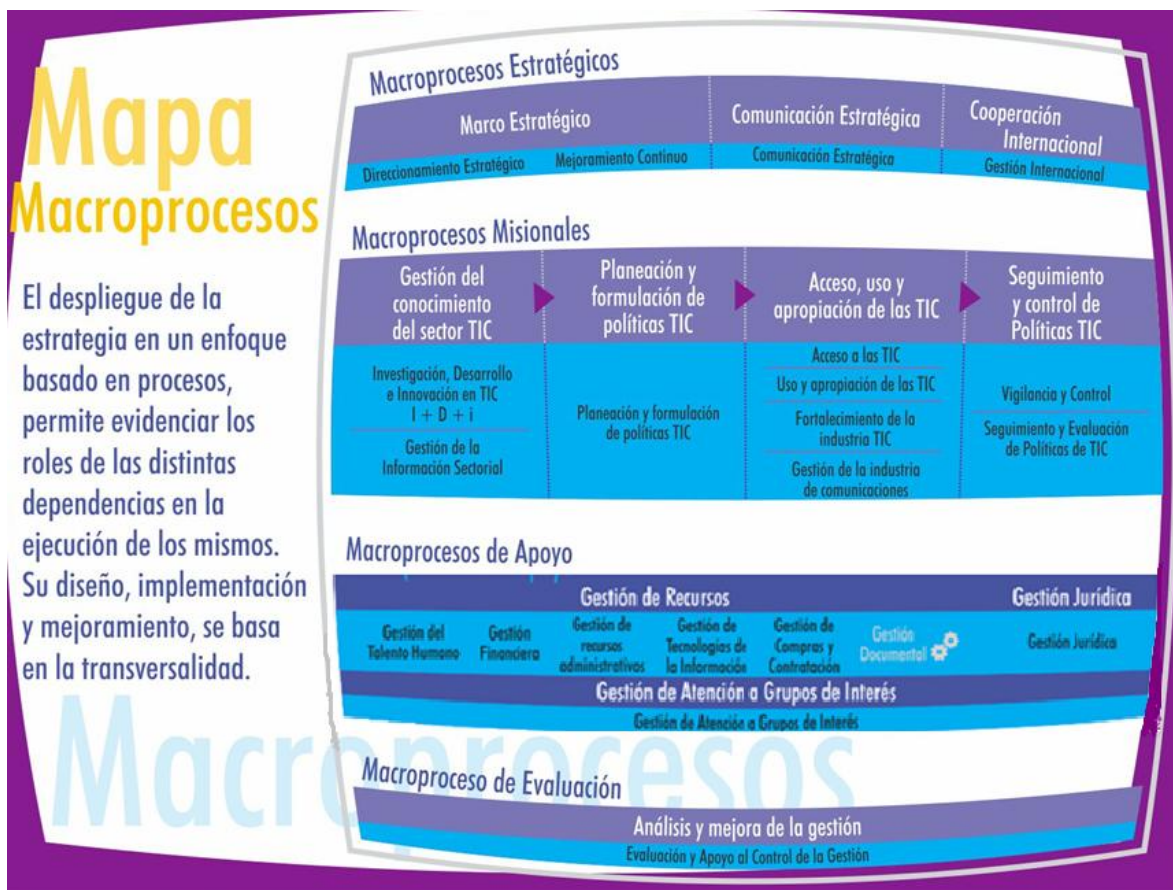 Mapa
Macroprocesos
El despliegue de la
estrategia en un enfoque
basado en procesos,
permite evidenciar los
roles de las distintas
dependencias en la
ejecución de los mismos.
Su diseño, implementación
y mejoramiento, se basa
en la transversalidad.
Macroprocesos
Macroprocesos Estratégicos
Marco Estratégico
Comunicación Estratégica
Cooperación
Internacional
Direccionamiento Estratégico
Mejoramiento Continuo
Comunicación Estratégica
Gestión Internacional
Macroprocesos Misionales
Gestión del
conocimiento
del sector TIC
Planeación y
formulación de
políticas TIC
Acceso, uso y
apropiación de las TIC
Seguimiento
y control de
Políticas TIC
Investigación, Desarrollo
e Innovación en TIC
I + D + i
Gestión de la
Información Sectorial
Planeación y formulación
de políticas TIC
Acceso a las TIC
Uso y apropiación de las TIC
Fortalecimiento de la
industria TIC
Gestión de la industria
de comunicaciones
Vigilancia y Control
Seguimiento y Evaluación
de Políticas de TIC
Macroprocesos de Apoyo
Gestión de Recursos
Gestión Jurídica
Gestión del
Talento Humano
Gestión
Financiera
Gestión de
recursos
administrativos
Gestión de
Tecnologías de
la Información
Gestión de
Compras y
Contratación
Gestión
Documental
Gestión Jurídica
Gestión de Atención a Grupos de Interés
Gestión de Atención a Grupos de Interés
Macroproceso de Evaluación
Análisis y mejora de la gestión
Evaluación y Apoyo al Control de la Gestión